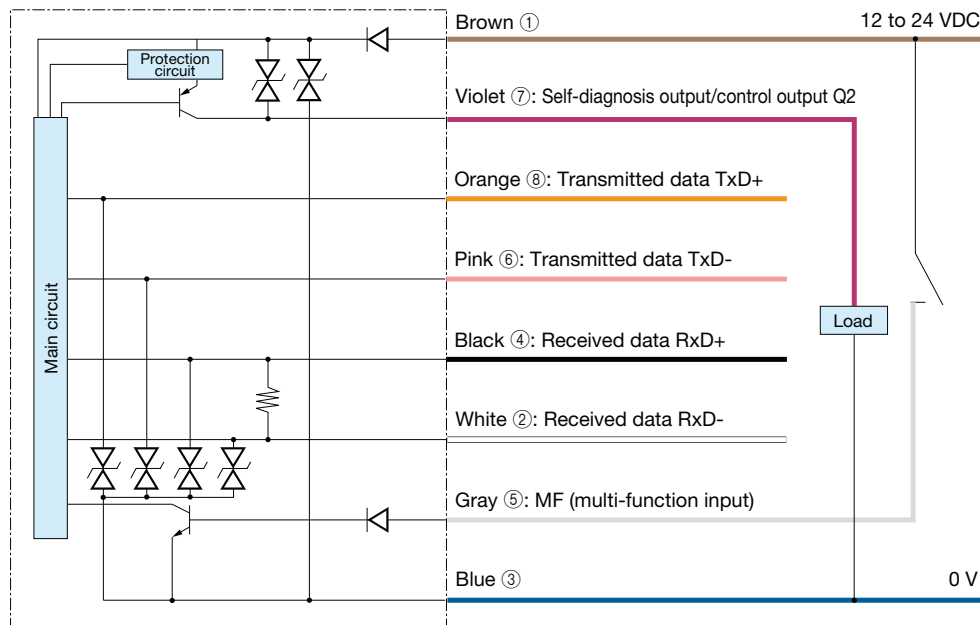 Brown ①
12 to 24 VDC
Protection
circuit
Violet ⑦: Self-diagnosis output/control output Q2
Orange ⑧: Transmitted data TxD+
Pink ⑥: Transmitted data TxD-
Main circuit
Load
Black ④: Received data RxD+
White ②: Received data RxD-
Gray ⑤: MF (multi-function input)
Blue ③
0 V